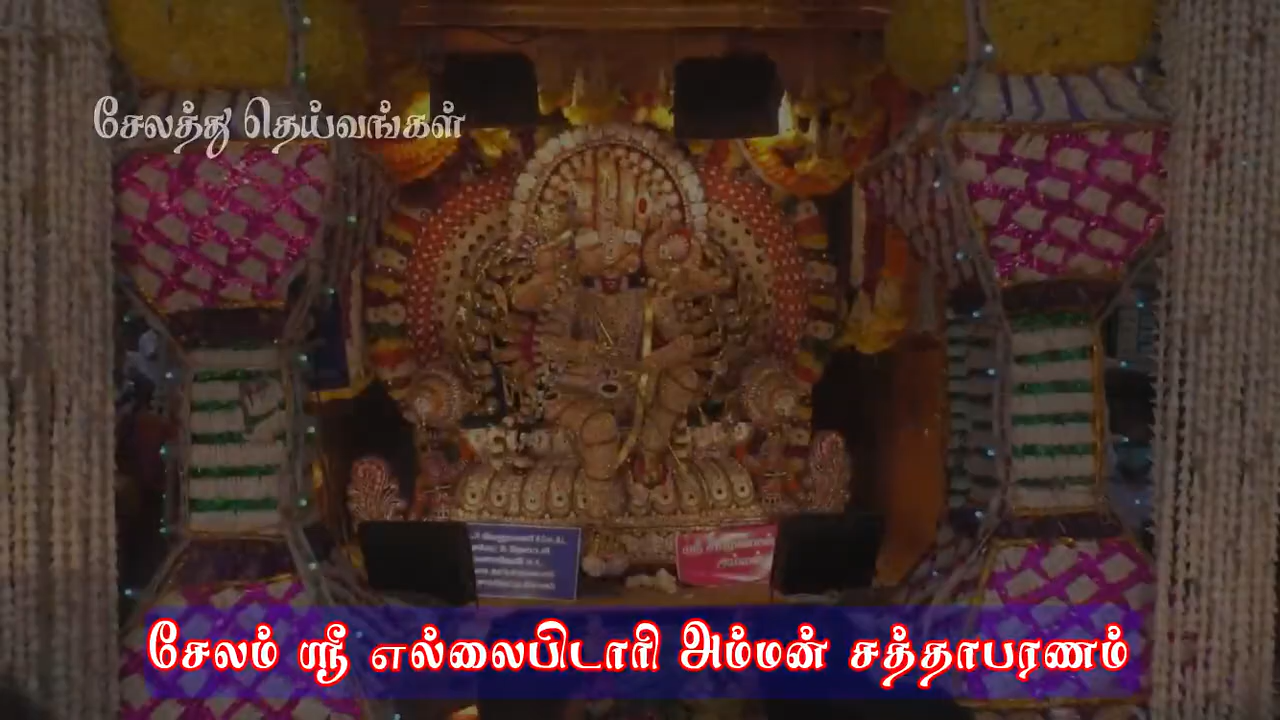 சேலத்து தெய்வங்கள்
சேலம் ஸ்ரீ எல்லைபிடாரி அம்மன் சத்தாபரணம்